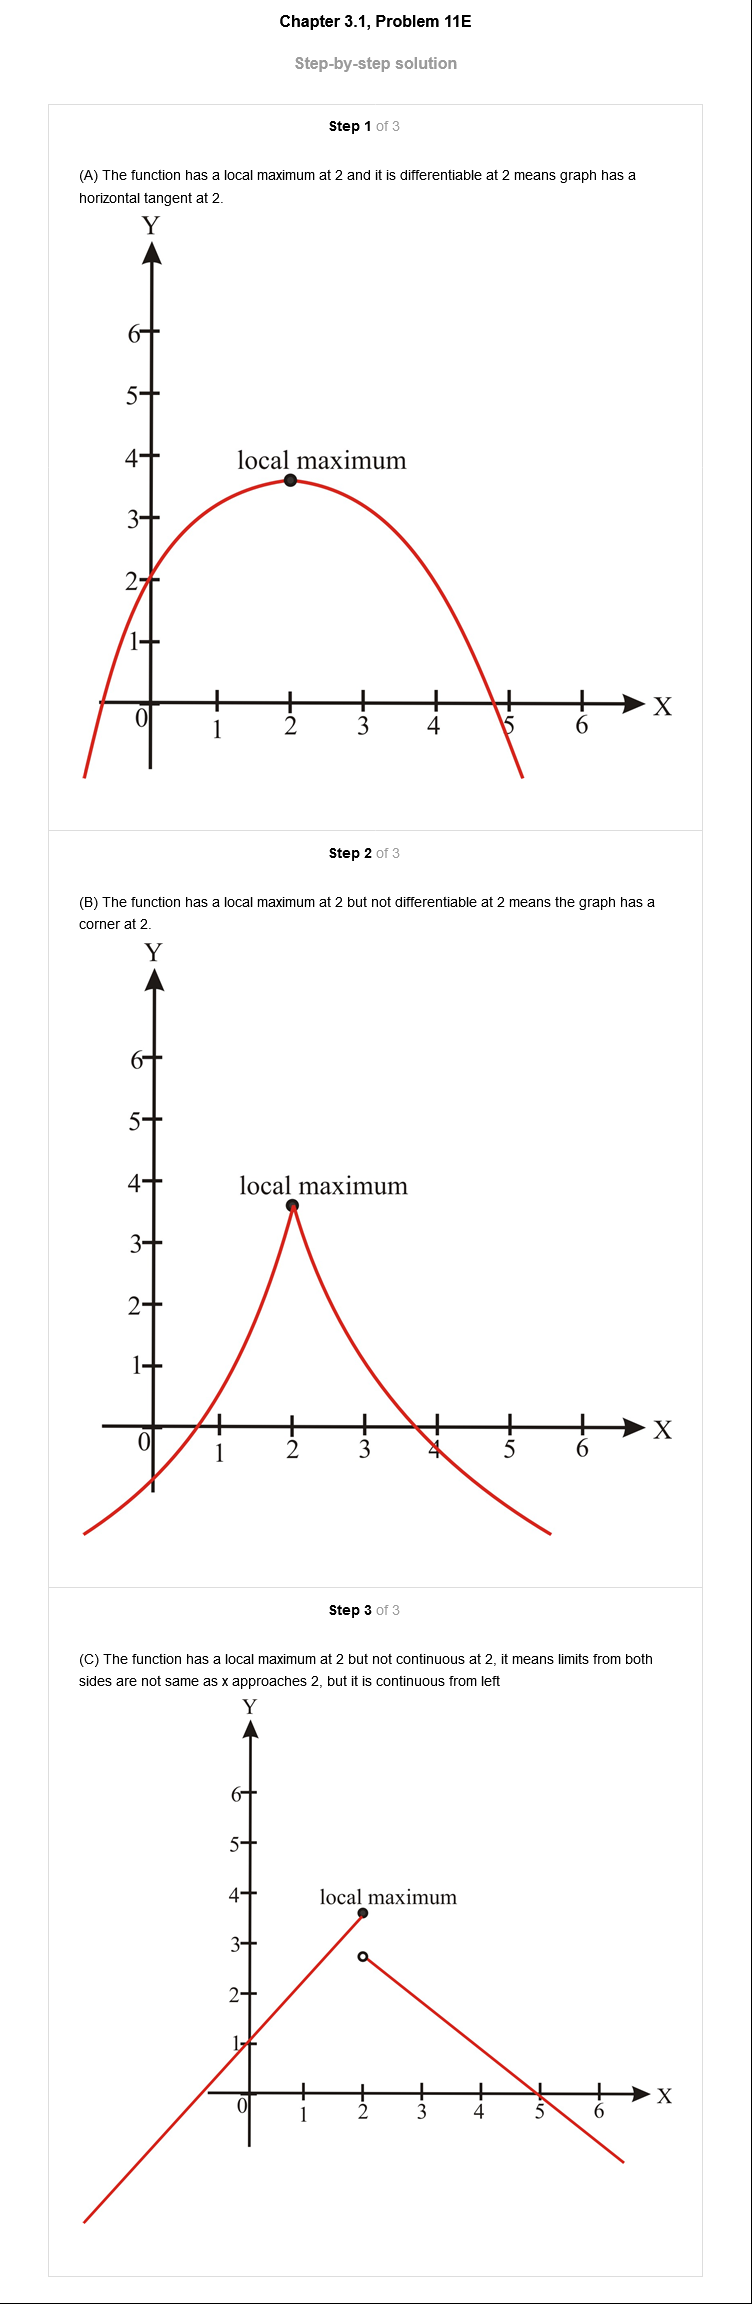 Chapter 3.1, Problem 11E
Step-by-step solution
Step 1 of 3
(A) The function has a local maximum at 2 and it is differentiable at 2 means graph has a
horizontal tangent at 2.
Y
6
5
4
local maximum
3
2
1
0
1 2 3 4 5 6
X
Step 2 of 3
(B) The function has a local maximum at 2 but not differentiable at 2 means the graph has a
corner at 2.
Y
6
5
4
local maximum
3
2
1
0
1 2 3 4 5 6
X
Step 3 of 3
(C) The function has a local maximum at 2 but not continuous at 2, it means limits from both
sides are not same as x approaches 2, but it is continuous from left
Y
6
5
4
local maximum
3
2
1
0
1 2 3 4 5 6
X